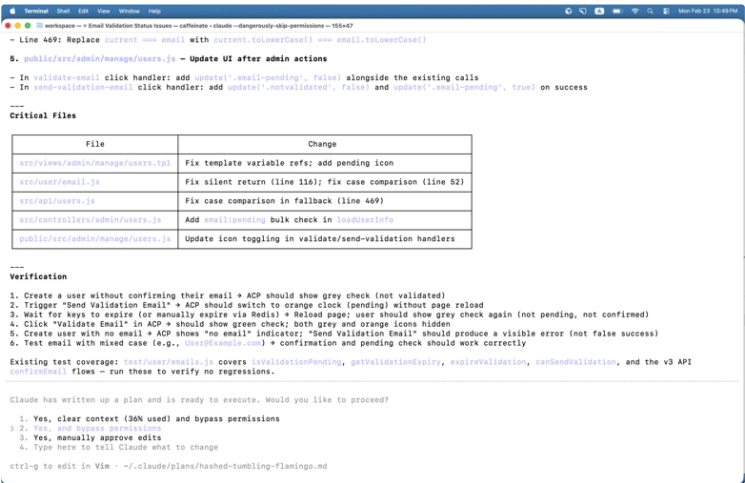 Terminal Shell Edit View Window Help Mon Feb 23 10:49 PM
workspace — ✳ Email Validation Status Issues — caffeinate • claude --dangerously-skip-permissions — 155×47
- Line 469: Replace current === email with current.toLowerCase() === email.toLowerCase()
5. public/src/admin/manage/users.js — Update UI after admin actions
- In validate-email click handler: add update('.email-pending', false) alongside the existing calls
- In send-validation-email click handler: add update('.notvalidated', false) and update('.email-pending', true) on success
---
Critical Files
File Change
src/views/admin/manage/users.tpl Fix template variable refs; add pending icon
src/user/email.js Fix silent return (line 116); fix case comparison (line 52)
src/api/users.js Fix case comparison in fallback (line 469)
src/controllers/admin/users.js Add email:pending bulk check in loadUserInfo
public/src/admin/manage/users.js Update icon toggling in validate/send-validation handlers
---
Verification
1. Create a user without confirming their email → ACP should show grey check (not validated)
2. Trigger "Send Validation Email" → ACP should switch to orange clock (pending) without page reload
3. Wait for keys to expire (or manually expire via Redis) → Reload page; user should show grey check again (not pending, not confirmed)
4. Click "Validate Email" in ACP → should show green check; both grey and orange icons hidden
5. Create user with no email → ACP shows "no email" indicator; "Send Validation Email" should produce a visible error (not false success)
6. Test email with mixed case (e.g., User@Example.com) → confirmation and pending check should work correctly
Existing test coverage: test/user/emails.js covers isValidationPending, getValidationExpiry, expireValidation, canSendValidation, and the v3 API
confirmEmail flows — run these to verify no regressions.
Claude has written up a plan and is ready to execute. Would you like to proceed?
1. Yes, clear context (36% used) and bypass permissions
❯ 2. Yes, and bypass permissions
3. Yes, manually approve edits
4. Type here to tell Claude what to change
ctrl-g to edit in Vim · ~/.claude/plans/hashed-tumbling-flamingo.md